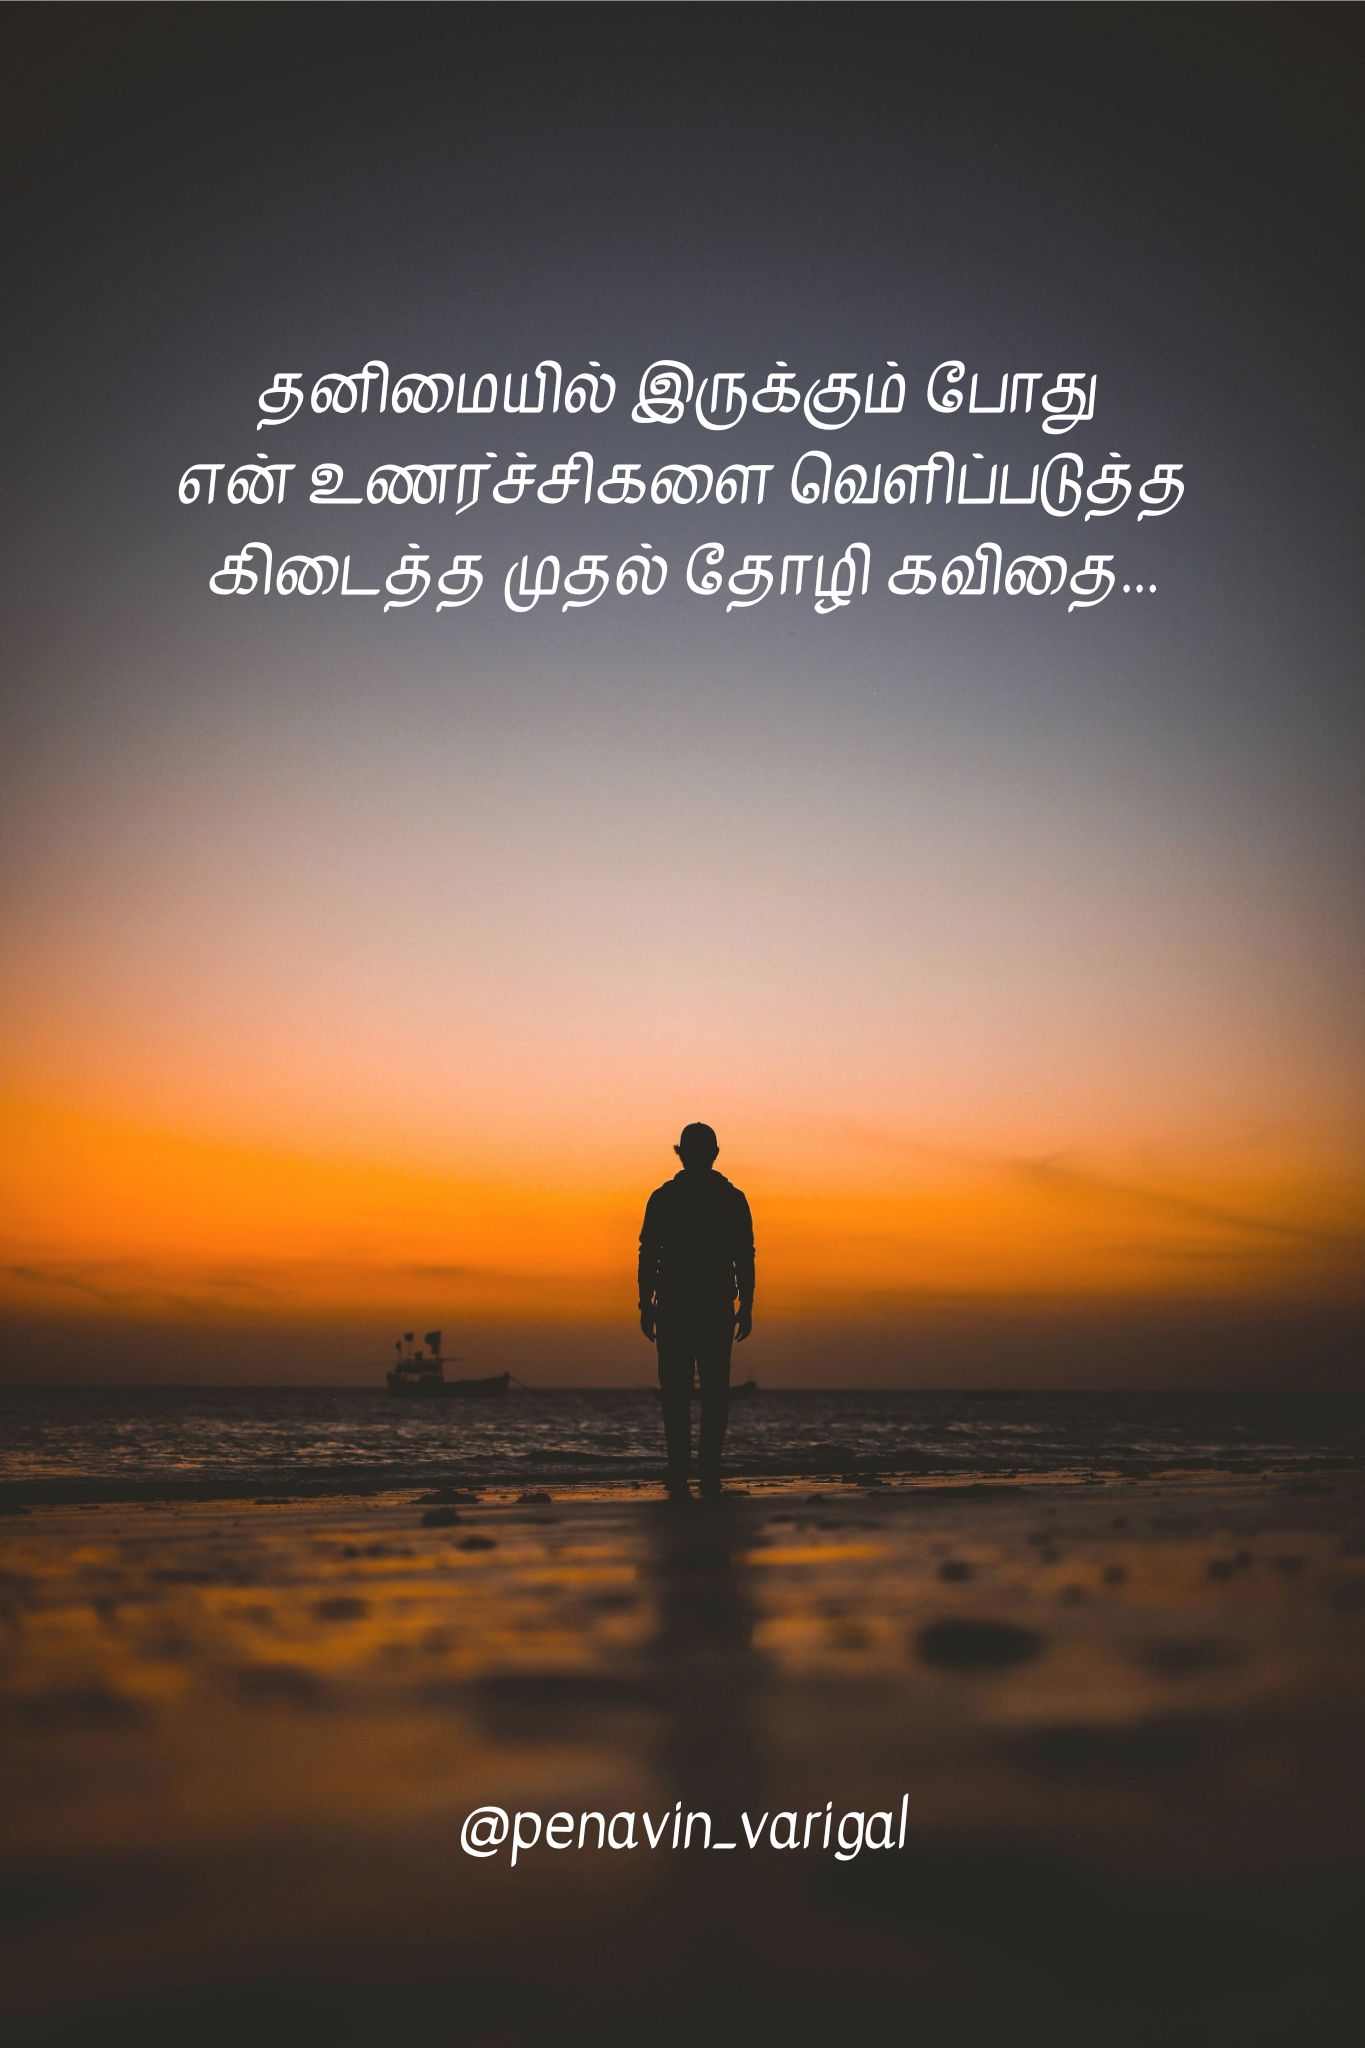 தனிமையில் இருக்கும் போது
என் உணர்ச்சிகளை வெளிப்படுத்த
கிடைத்த முதல் தோழி கவிதை...
@penavin_varigal